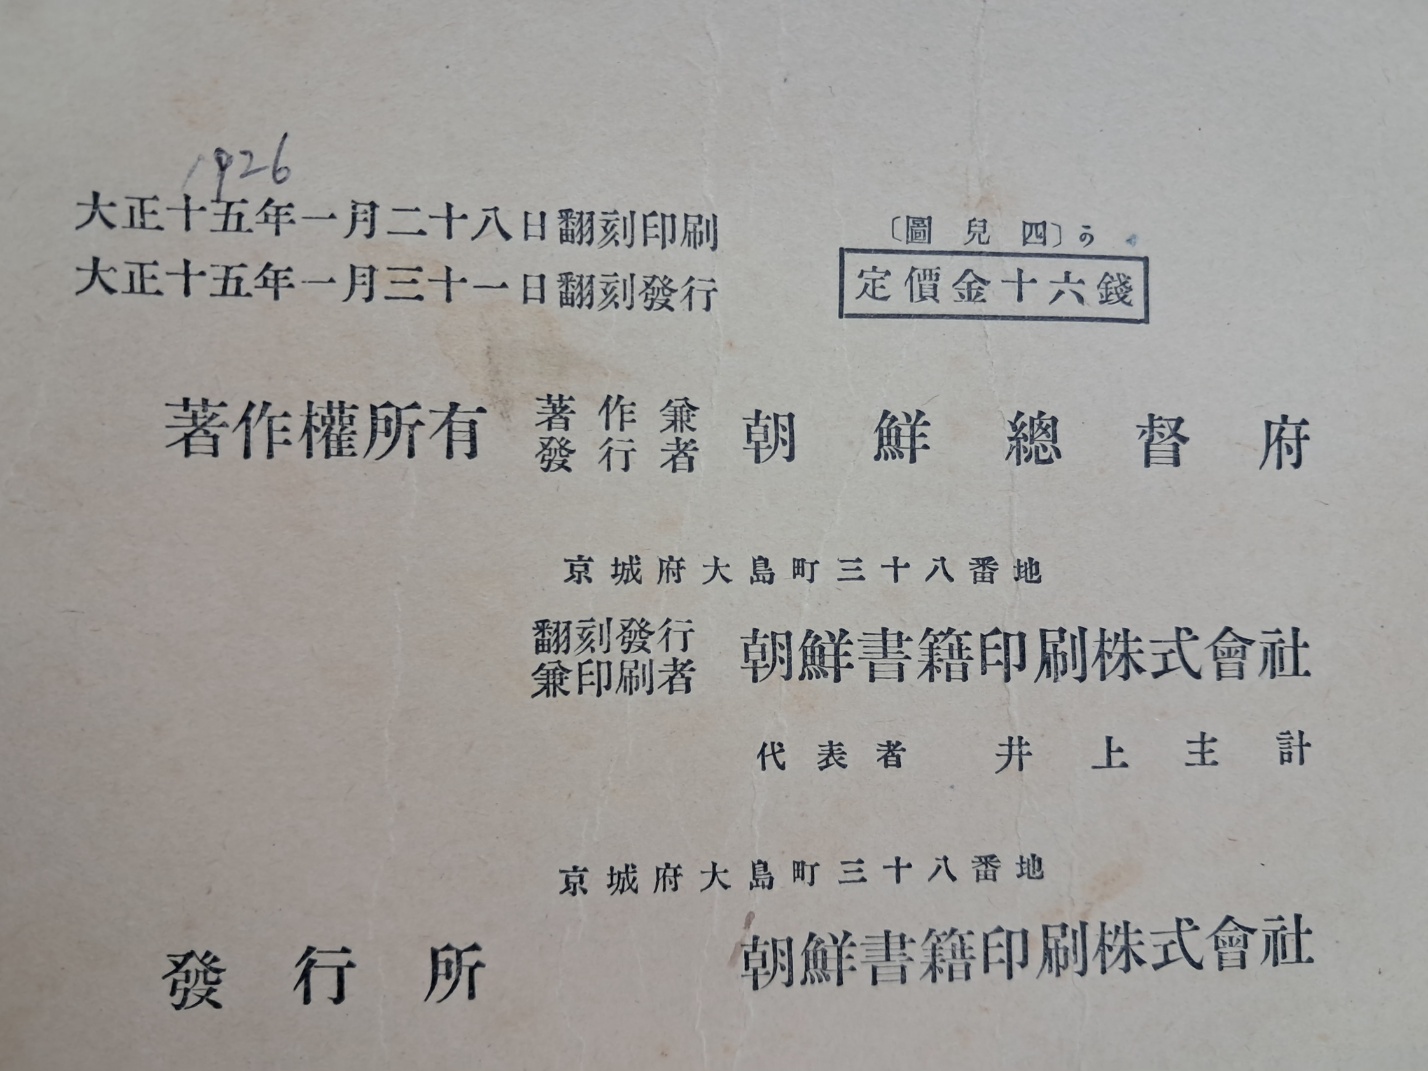 1926
大正十五年一月二十八日翻刻印刷
大正十五年一月三十一日翻刻發行
〔圖兒四〕う
定價金十六錢
著作權所有
著作兼
發行者
朝鮮總督府
京城府大島町三十八番地
翻刻發行
兼印刷者
朝鮮書籍印刷株式會社
代表者 井上主計
京城府大島町三十八番地
發行所 朝鮮書籍印刷株式會社